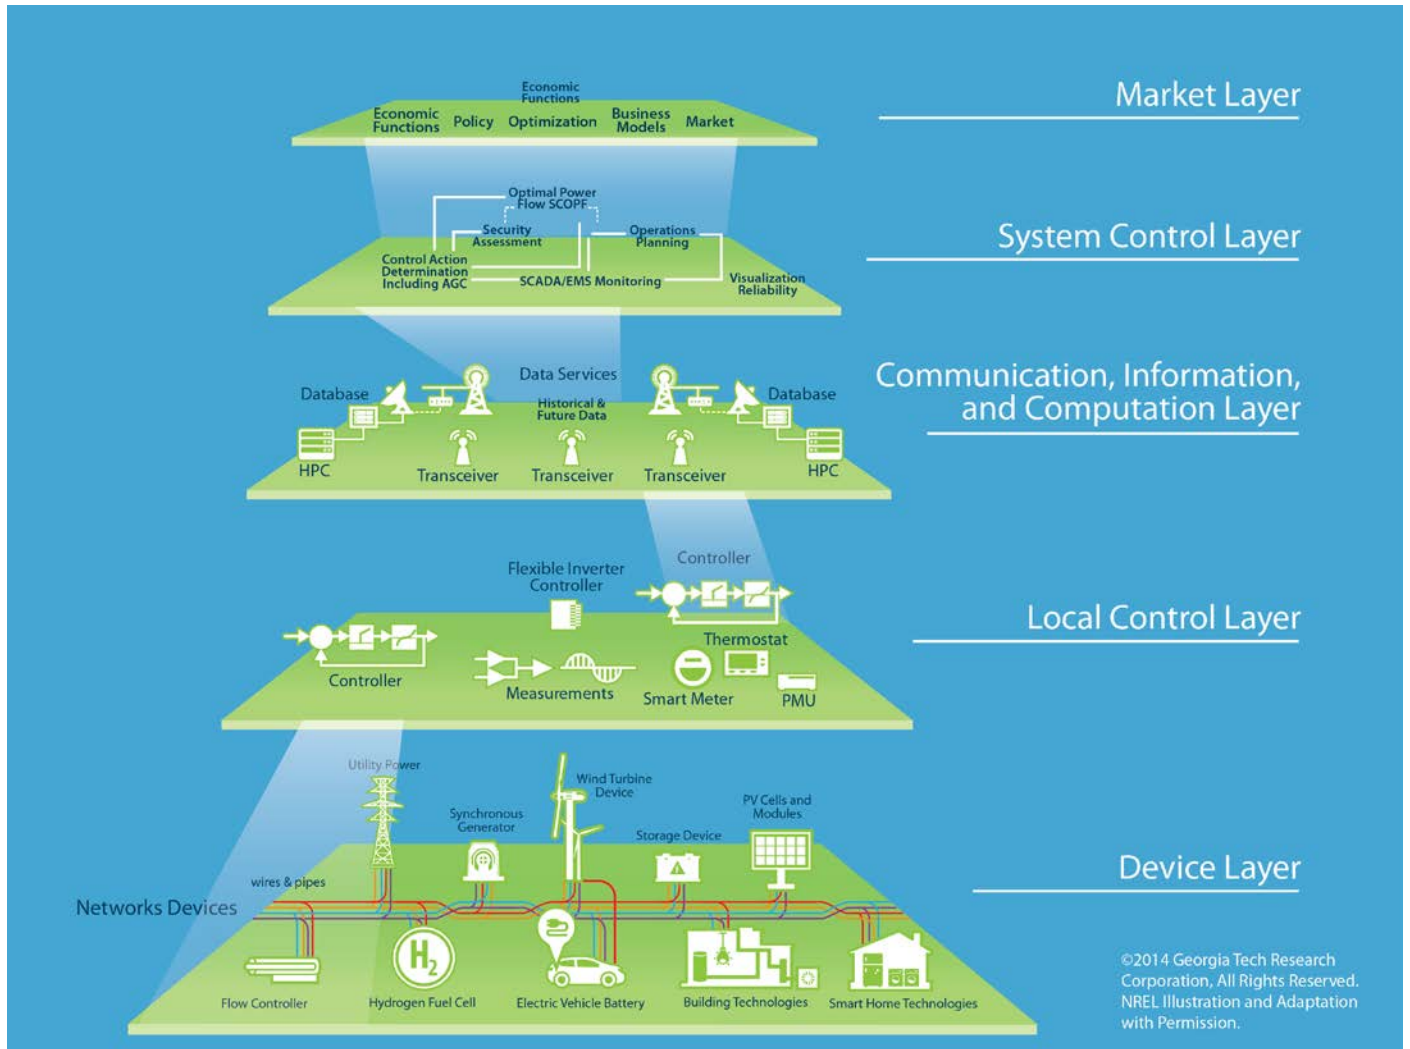 Market Layer
Economic
Functions
Economic
Functions
Policy
Optimization
Business
Models
Market
System Control Layer
Optimal Power
Flow SCOPF
Security
Assessment
Operations
Planning
Control Action
Determination
Including AGC
SCADA/EMS Monitoring
Visualization
Reliability
Communication, Information,
and Computation Layer
Data Services
Database
Historical &
Future Data
Database
HPC
Transceiver
Transceiver
Transceiver
HPC
Local Control Layer
Flexible Inverter
Controller
Controller
Thermostat
Controller
Measurements
Smart Meter
PMU
Device Layer
Utility Power
Synchronous
Generator
Wind Turbine
Device
Storage Device
PV Cells and
Modules
wires & pipes
Networks Devices
H2
Flow Controller
Hydrogen Fuel Cell
Electric Vehicle Battery
Building Technologies
Smart Home Technologies
©2014 Georgia Tech Research
Corporation, All Rights Reserved.
NREL Illustration and Adaptation
with Permission.